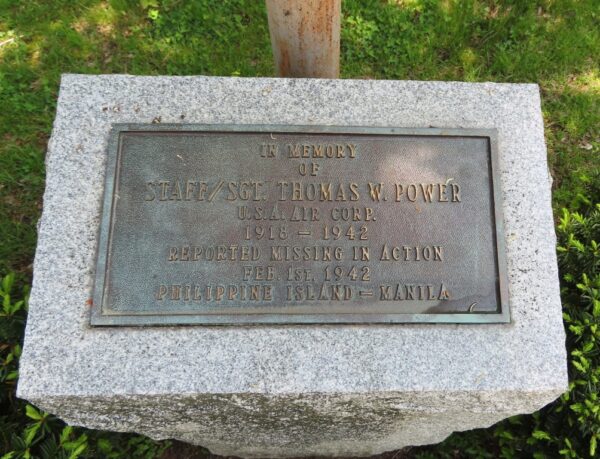 IN MEMORY
OF
STAFF/SGT. THOMAS W. POWER
U.S.A. AIR CORP.
1918 - 1942
REPORTED MISSING IN ACTION
FEB. 1ST. 1942
PHILIPPINE ISLAND - MANILA